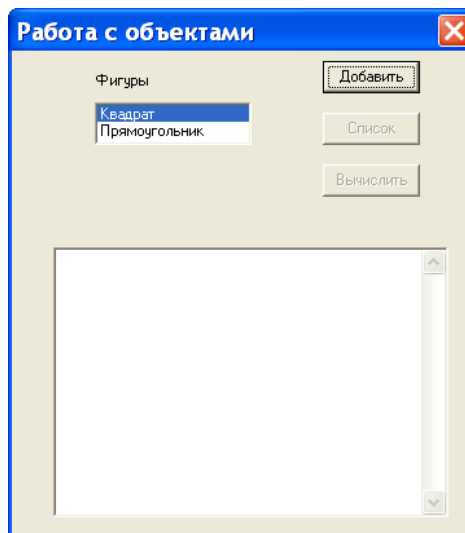 Работа с объектами
Фигуры
Добавить
Квадрат
Прямоугольник
Список
Вычислить